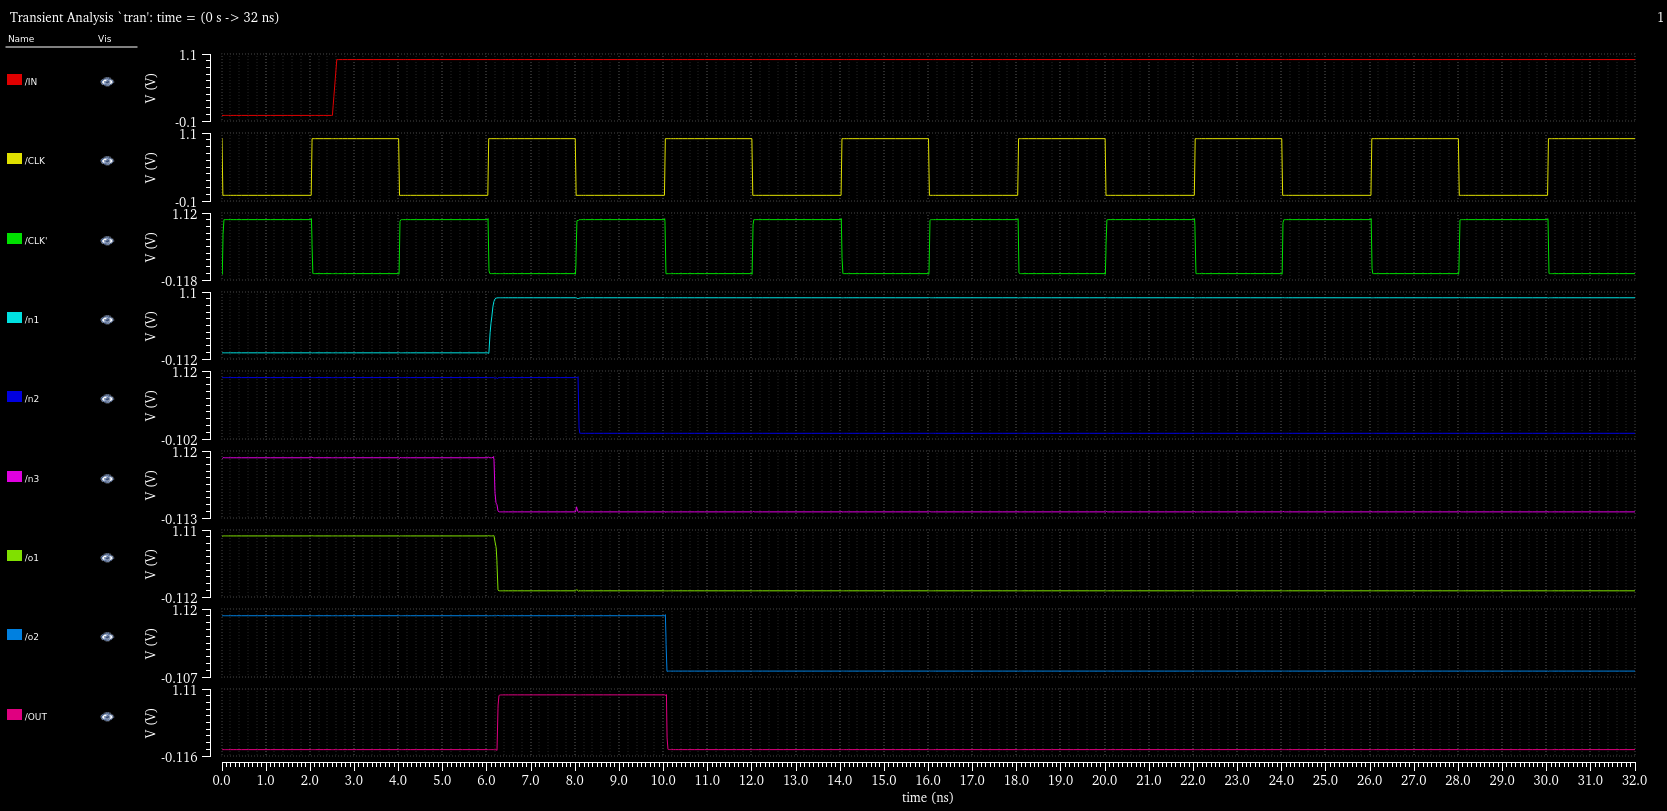 Transient Analysis `tran': time = (0 s -> 32 ns)
1
Name Vis
/IN
V (V)
1.1
-0.1
/CLK
V (V)
1.1
-0.1
/CLK'
V (V)
1.12
-0.118
/n1
V (V)
1.1
-0.112
/n2
V (V)
1.12
-0.102
/n3
V (V)
1.12
-0.113
/o1
V (V)
1.11
-0.112
/o2
V (V)
1.12
-0.107
/OUT
V (V)
1.11
-0.116
0.0 1.0 2.0 3.0 4.0 5.0 6.0 7.0 8.0 9.0 10.0 11.0 12.0 13.0 14.0 15.0 16.0 17.0 18.0 19.0 20.0 21.0 22.0 23.0 24.0 25.0 26.0 27.0 28.0 29.0 30.0 31.0 32.0
time (ns)